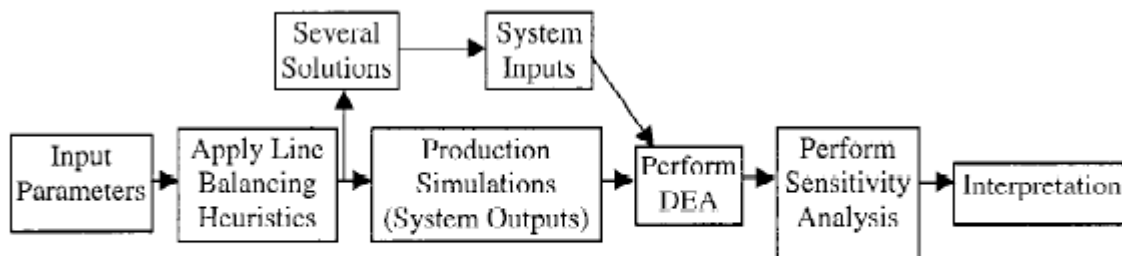 Several
Solutions
System
Inputs
Input
Parameters
Apply Line
Balancing
Heuristics
Production
Simulations
(System Outputs)
Perform
DEA
Perform
Sensitivity
Analysis
Interpretation